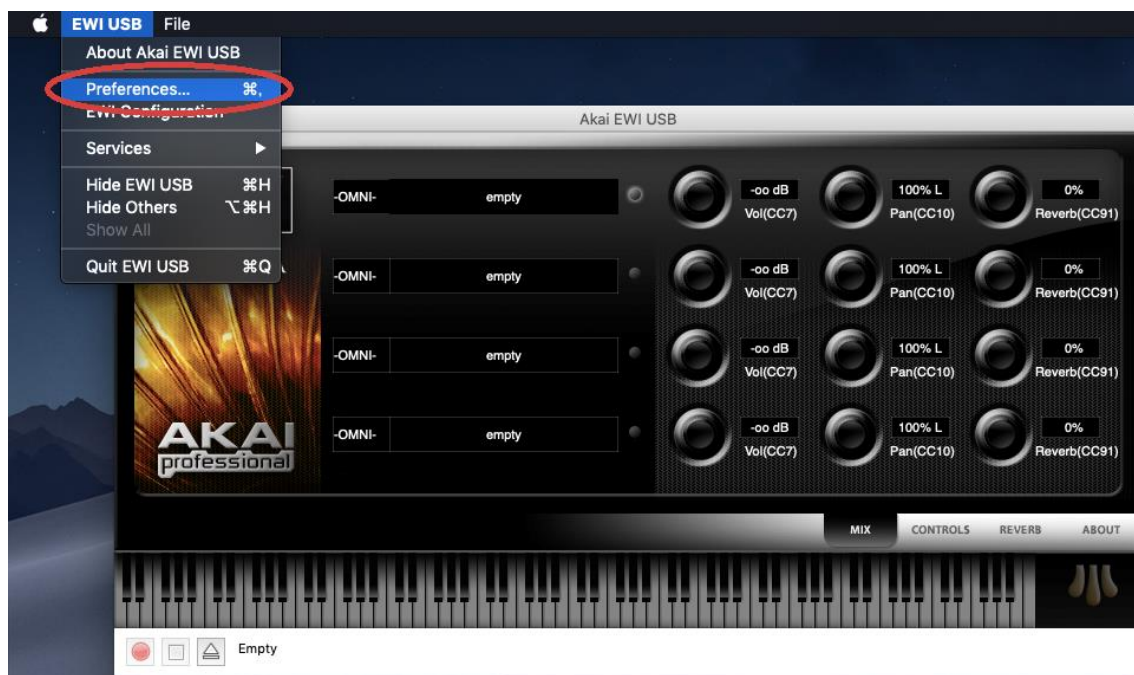 EWI USB File
About Akai EWI USB
Preferences... ⌘,
EWI Configuration
Services ▶
Hide EWI USB ⌘H
Hide Others ⌥⌘H
Show All
Quit EWI USB ⌘Q
Akai EWI USB
-OMNI- empty -oo dB 100% L 0%
Vol(CC7) Pan(CC10) Reverb(CC91)
-OMNI- empty -oo dB 100% L 0%
Vol(CC7) Pan(CC10) Reverb(CC91)
-OMNI- empty -oo dB 100% L 0%
Vol(CC7) Pan(CC10) Reverb(CC91)
-OMNI- empty -oo dB 100% L 0%
Vol(CC7) Pan(CC10) Reverb(CC91)
AKAI
professional
MIX CONTROLS REVERB ABOUT
Empty